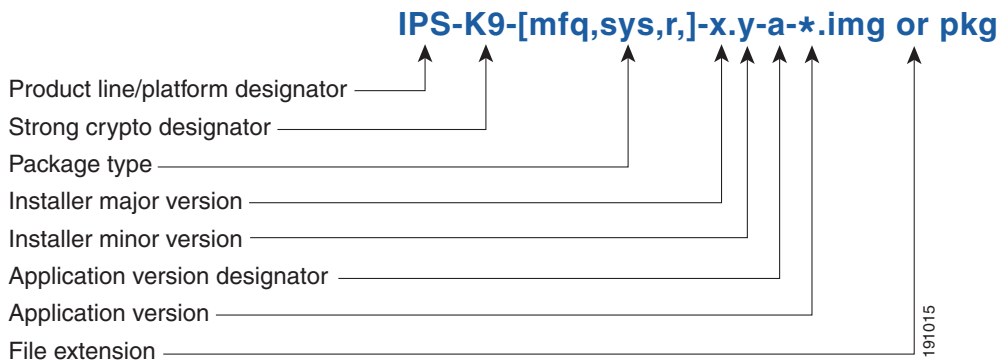 IPS-K9-[mfq,sys,r,]-x.y-a-*.img or pkg
Product line/platform designator
Strong crypto designator
Package type
Installer major version
Installer minor version
Application version designator
Application version
File extension
191015